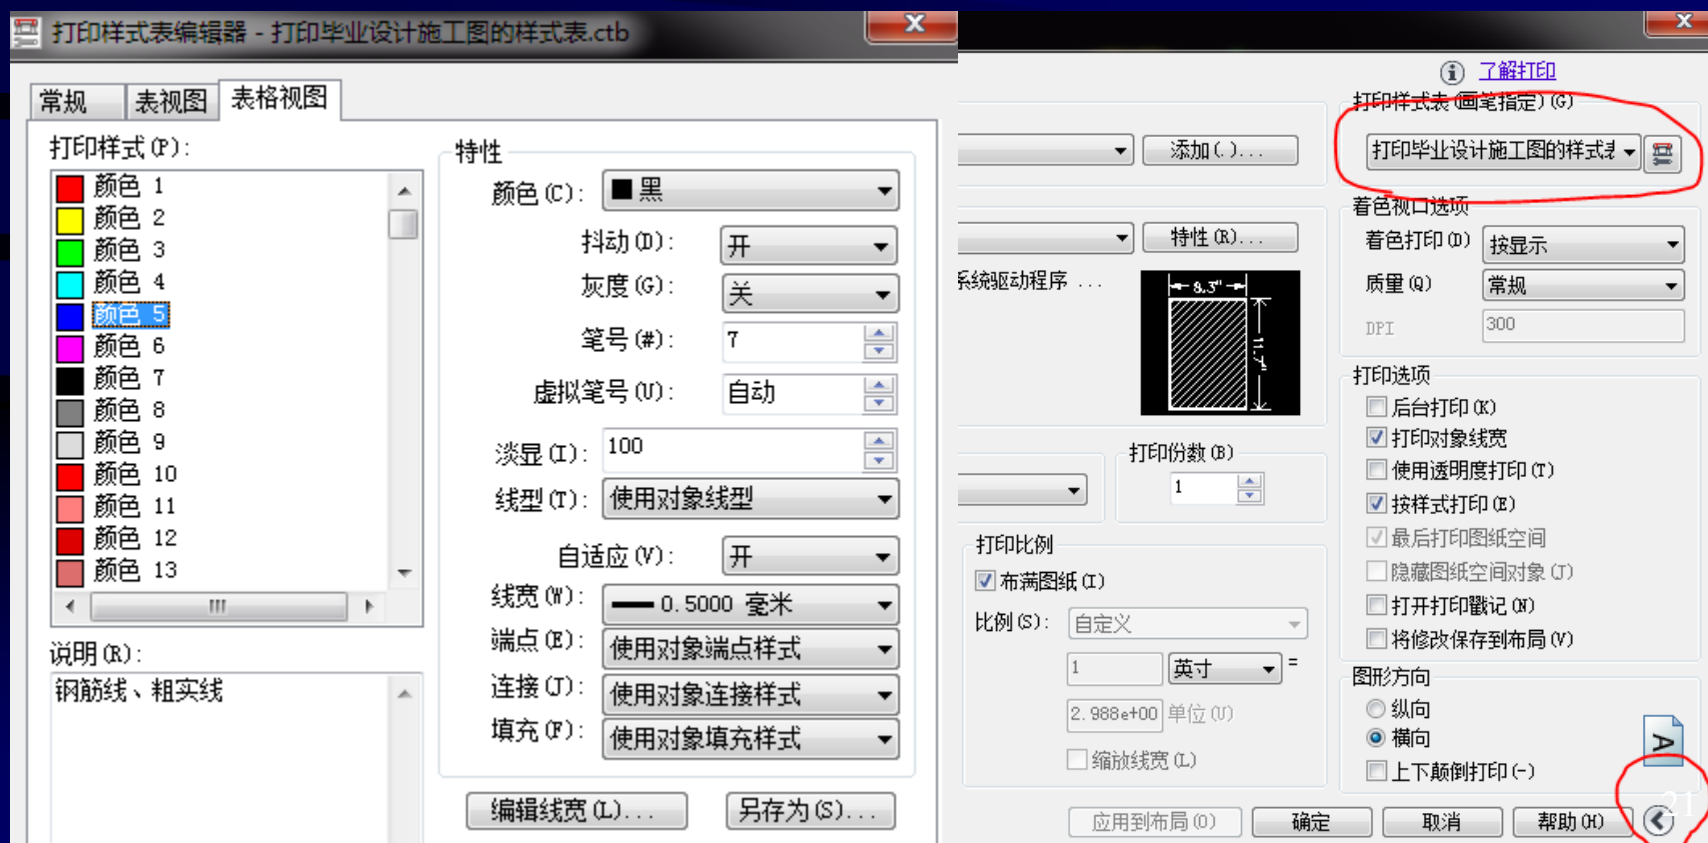 打印样式表编辑器 - 打印毕业设计施工图的样式表.ctb
常规
表视图
表格视图
打印样式(P):
颜色 1
颜色 2
颜色 3
颜色 4
颜色 5
颜色 6
颜色 7
颜色 8
颜色 9
颜色 10
颜色 11
颜色 12
颜色 13
说明(R):
钢筋线、粗实线
特性
颜色(C): 黑
抖动(D): 开
灰度(G): 关
笔号(#): 7
虚拟笔号(U): 自动
淡显(I): 100
线型(T): 使用对象线型
自适应(V): 开
线宽(W): 0.5000 毫米
端点(E): 使用对象端点样式
连接(J): 使用对象连接样式
填充(F): 使用对象填充样式
编辑线宽(L)...
另存为(S)...
添加(.)...
特性(R)...
系统驱动程序 ...
8.3"
11.7"
打印份数(B)
1
打印比例
布满图纸(I)
比例(S): 自定义
1 英寸 =
2.988e+00 单位(U)
缩放线宽(L)
了解打印
打印样式表(画笔指定)(G)
打印毕业设计施工图的样式表
着色视口选项
着色打印(D) 按显示
质量(Q) 常规
DPI 300
打印选项
后台打印(K)
打印对象线宽
使用透明度打印(T)
按样式打印(E)
最后打印图纸空间
隐藏图纸空间对象(J)
打开打印戳记(N)
将修改保存到布局(V)
图形方向
纵向
横向
上下颠倒打印(-)
A
应用到布局(O)
确定
取消
帮助(H)
21